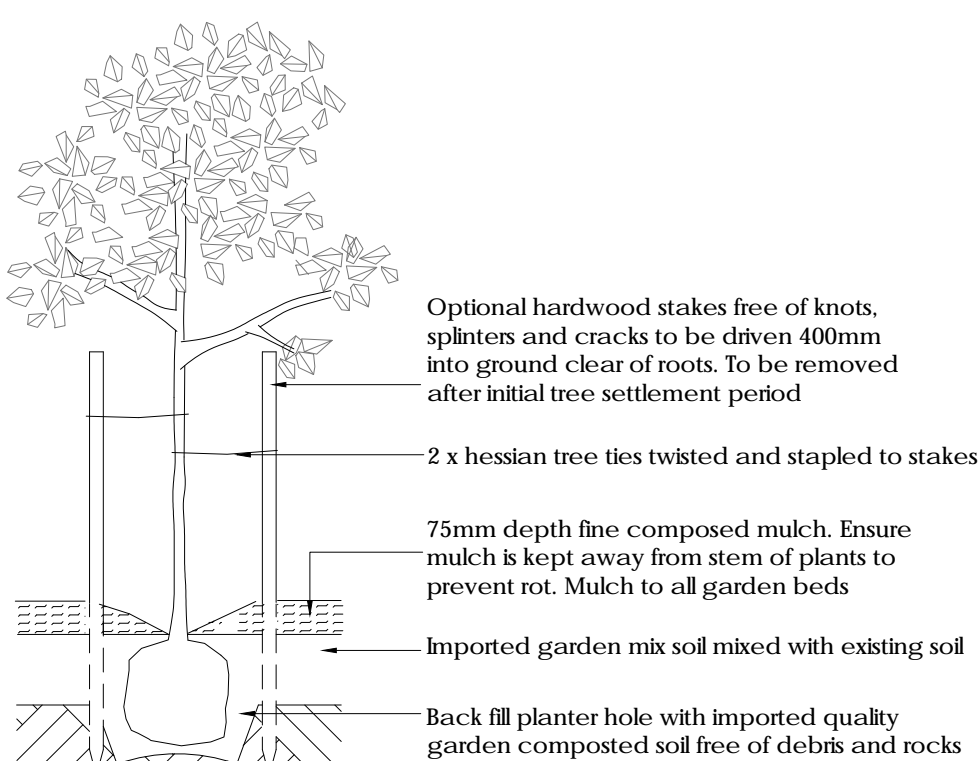 Optional hardwood stakes free of knots,
splinters and cracks to be driven 400mm
into ground clear of roots. To be removed
after initial tree settlement period
2 x hessian tree ties twisted and stapled to stakes
75mm depth fine composed mulch. Ensure
mulch is kept away from stem of plants to
prevent rot. Mulch to all garden beds
Imported garden mix soil mixed with existing soil
Back fill planter hole with imported quality
garden composted soil free of debris and rocks